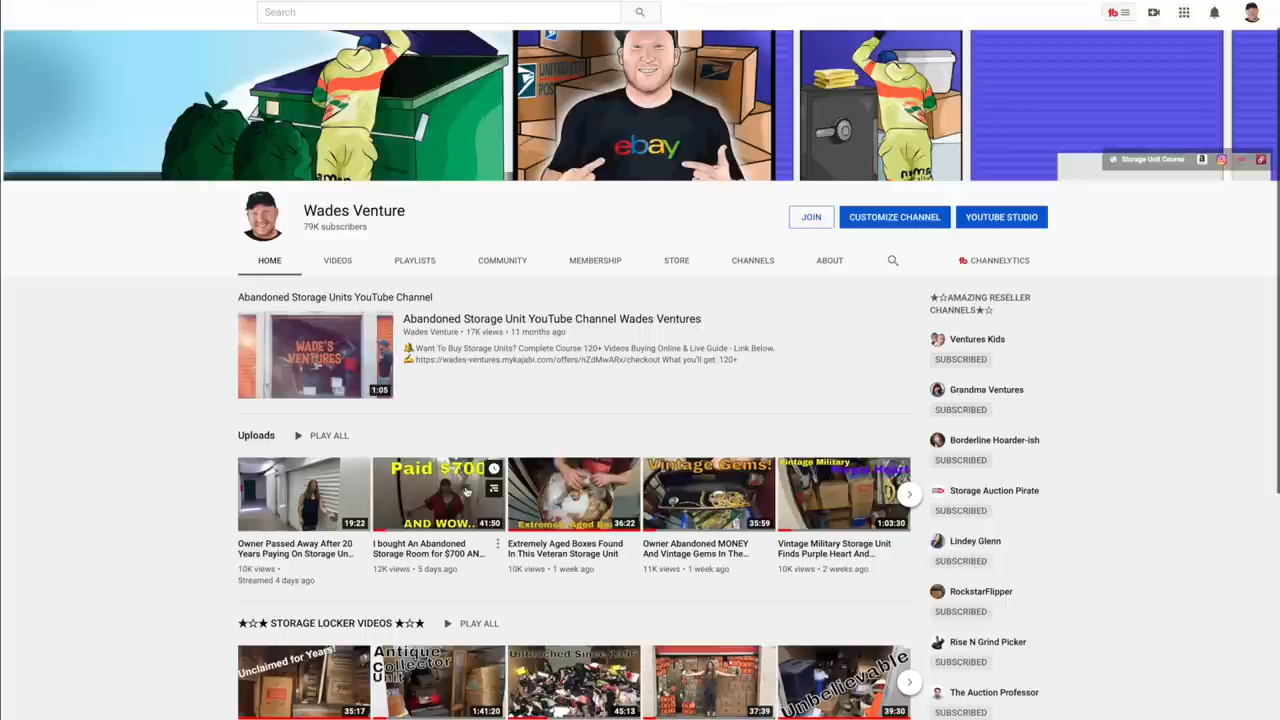 Search
UNITED
POS
ebay
Storage Unit Course
Wades Venture
79K subscribers
JOIN
CUSTOMIZE CHANNEL
YOUTUBE STUDIO
HOME
VIDEOS
PLAYLISTS
COMMUNITY
MEMBERSHIP
STORE
CHANNELS
ABOUT
CHANNELYTICS
Abandoned Storage Units YouTube Channel
WADE'S
VENTURES
1:05
Abandoned Storage Unit YouTube Channel Wades Ventures
Wades Venture • 17K views • 11 months ago
Want To Buy Storage Units? Complete Course 120+ Videos Buying Online & Live Guide - Link Below.
https://wades-ventures.mykajabi.com/offers/nZdMwARx/checkout What you'll get: 120+
★☆AMAZING RESELLER
CHANNELS★☆
Ventures Kids
SUBSCRIBED
Grandma Ventures
SUBSCRIBED
Borderline Hoarder-ish
SUBSCRIBED
Storage Auction Pirate
SUBSCRIBED
Lindey Glenn
SUBSCRIBED
RockstarFlipper
SUBSCRIBED
Rise N Grind Picker
SUBSCRIBED
The Auction Professor
SUBSCRIBED
Uploads
PLAY ALL
19:22
Owner Passed Away After 20
Years Paying On Storage Un...
10K views •
Streamed 4 days ago
Paid $700
AND WOW..
41:50
I bought An Abandoned
Storage Room for $700 AN...
12K views • 5 days ago
Extremely Aged Bo
36:22
Extremely Aged Boxes Found
In This Veteran Storage Unit
10K views • 1 week ago
Vintage Gems!
35:59
Owner Abandoned MONEY
And Vintage Gems In The...
11K views • 1 week ago
Vintage Military
1:03:30
Vintage Military Storage Unit
Finds Purple Heart And...
10K views • 2 weeks ago
★☆★ STORAGE LOCKER VIDEOS ★☆★
PLAY ALL
Unclaimed for Years!
35:17
Antique
Collector
Unit
1:41:20
Untouched Since 1996
45:13
37:39
Unbelievable
39:30